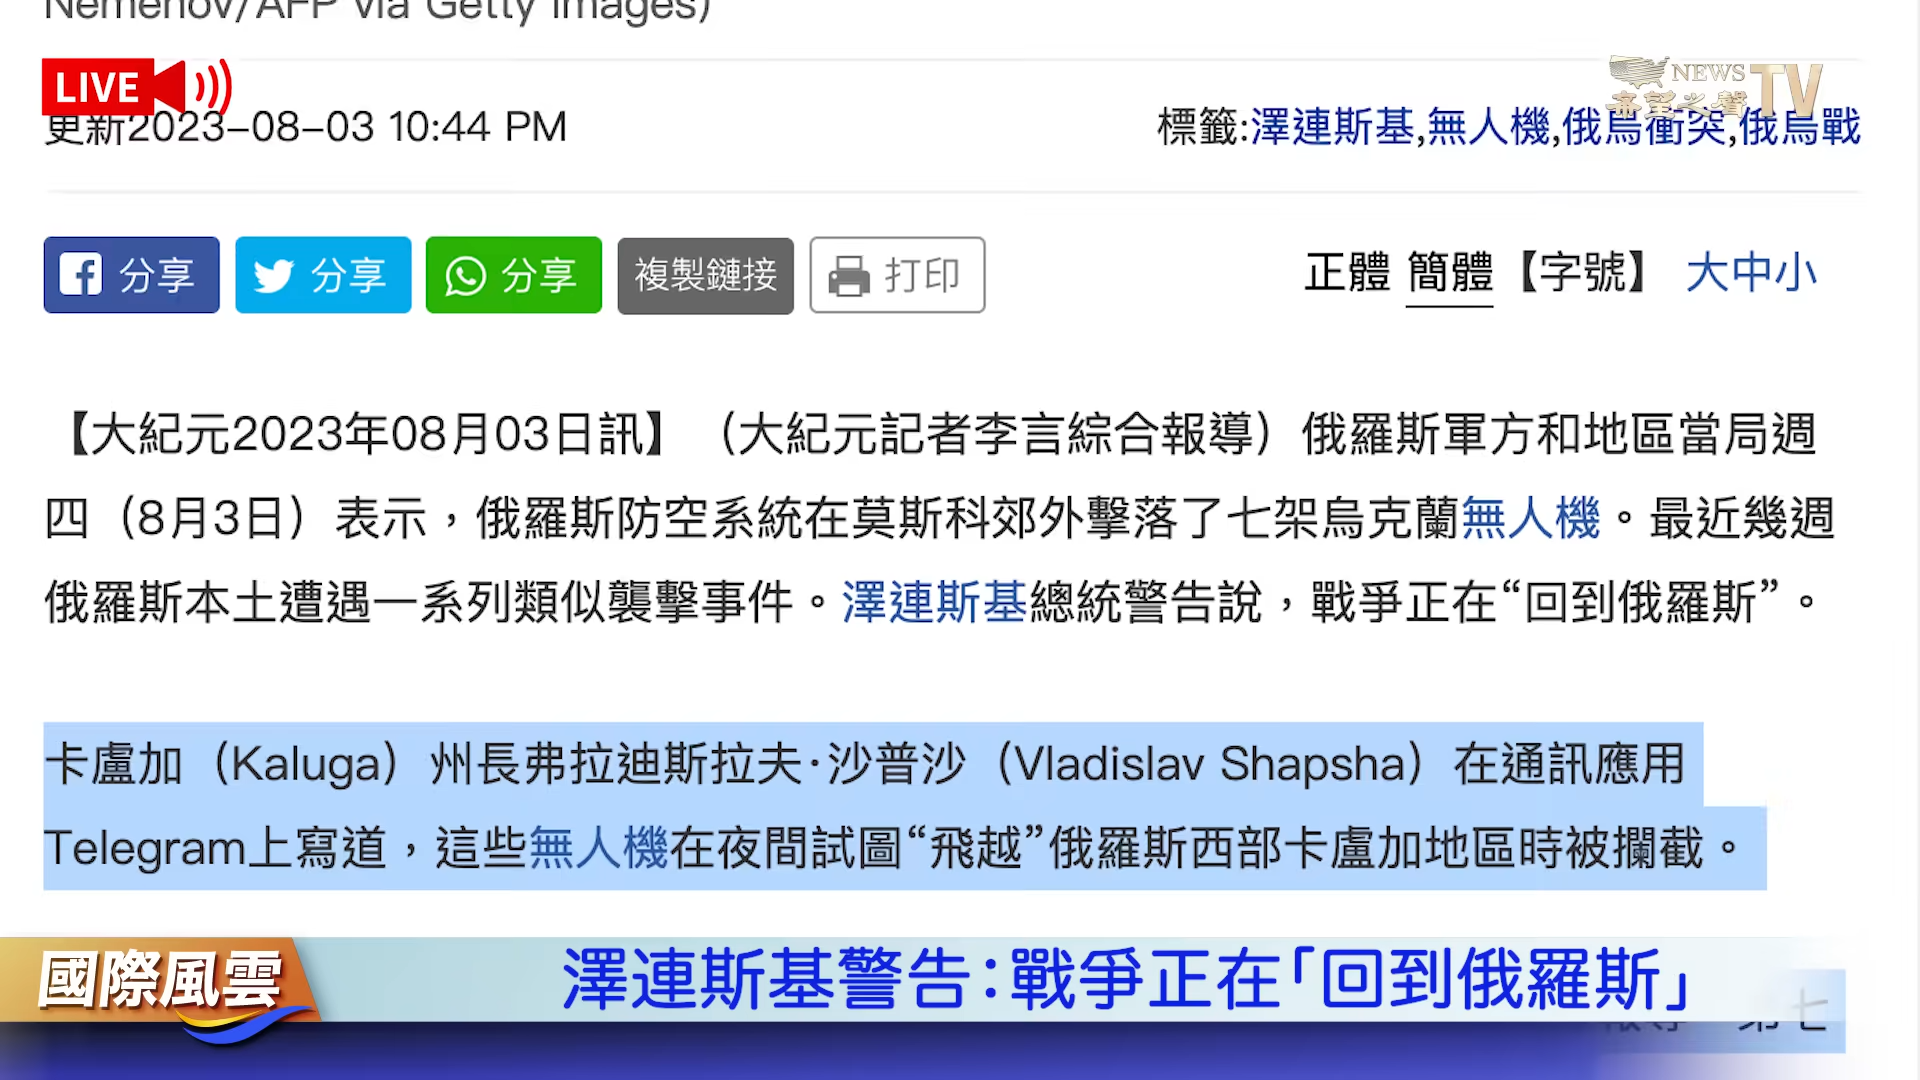 Nemenov/AFP via Getty Images)
LIVE
NEWS
希望之聲TV
更新2023-08-03 10:44 PM
標籤:澤連斯基,無人機,俄烏衝突,俄烏戰
分享 分享 分享 複製鏈接 打印
正體 簡體【字號】 大中小
【大紀元2023年08月03日訊】（大紀元記者李言綜合報導）俄羅斯軍方和地區當局週
四（8月3日）表示，俄羅斯防空系統在莫斯科郊外擊落了七架烏克蘭無人機。最近幾週
俄羅斯本土遭遇一系列類似襲擊事件。澤連斯基總統警告說，戰爭正在“回到俄羅斯”。
卡盧加（Kaluga）州長弗拉迪斯拉夫·沙普沙（Vladislav Shapsha）在通訊應用
Telegram上寫道，這些無人機在夜間試圖“飛越”俄羅斯西部卡盧加地區時被攔截。
國際風雲
澤連斯基警告：戰爭正在「回到俄羅斯」
第七